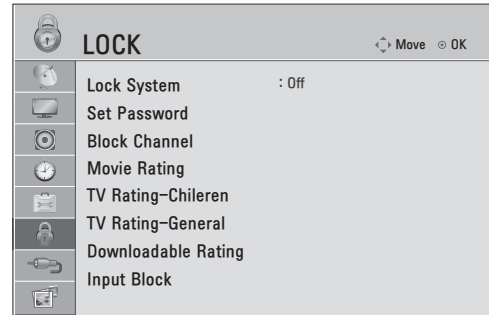 LOCK
Move OK
Lock System : Off
Set Password
Block Channel
Movie Rating
TV Rating-Chileren
TV Rating-General
Downloadable Rating
Input Block